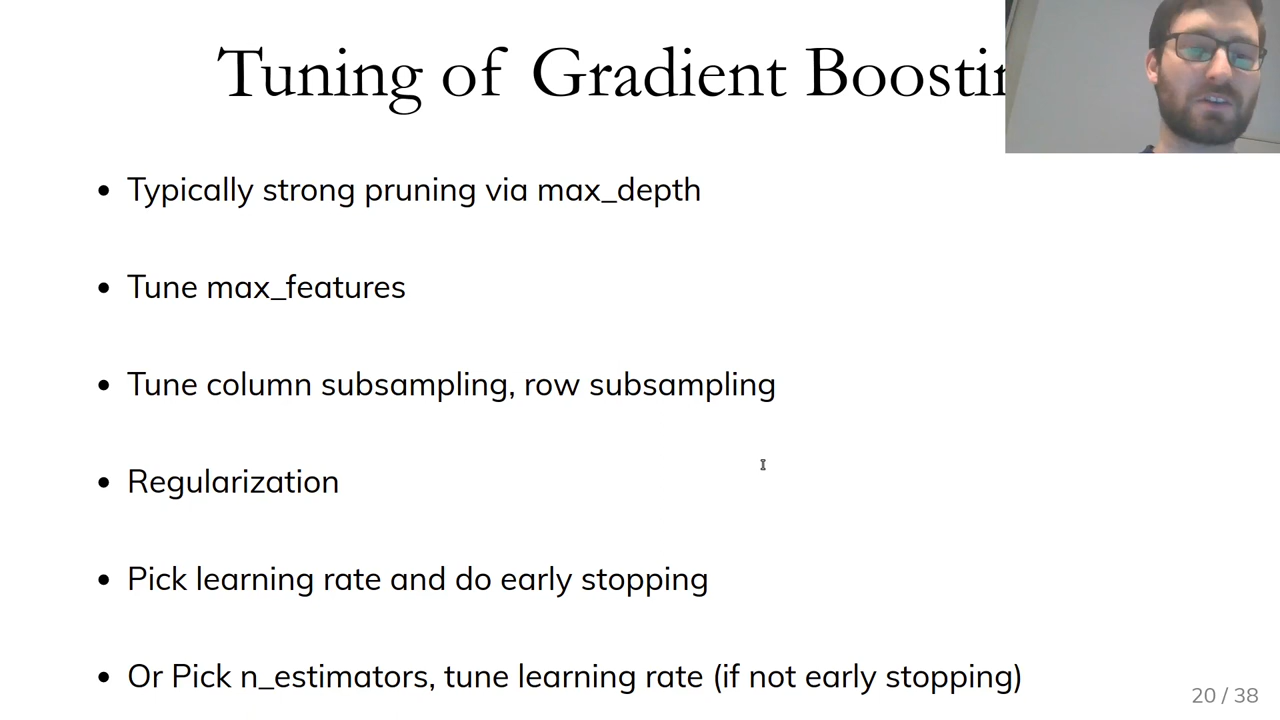 Tuning of Gradient Boostin
• Typically strong pruning via max_depth
• Tune max_features
• Tune column subsampling, row subsampling
• Regularization
• Pick learning rate and do early stopping
• Or Pick n_estimators, tune learning rate (if not early stopping)
20 / 38